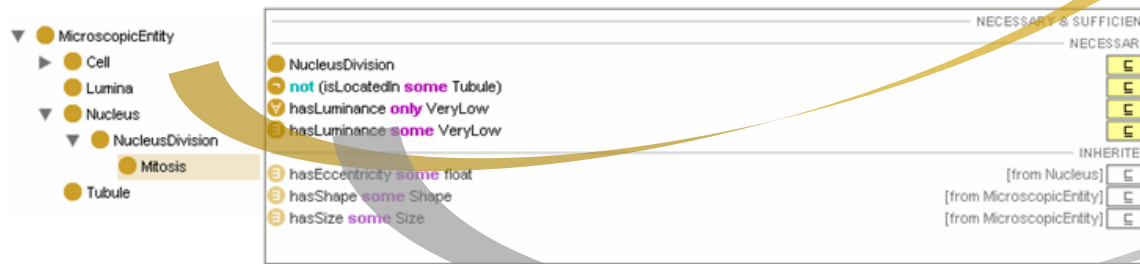 MicroscopicEntity
Cell
Lumina
Nucleus
NucleusDivision
Mitosis
Tubule
NECESSARY & SUFFICIEN
NECESSAR
NucleusDivision ⊑
not (isLocatedIn some Tubule) ⊑
hasLuminance only VeryLow ⊑
hasLuminance some VeryLow ⊑
INHERITE
hasEccentricity some float [from Nucleus] ⊑
hasShape some Shape [from MicroscopicEntity] ⊑
hasSize some Size [from MicroscopicEntity] ⊑